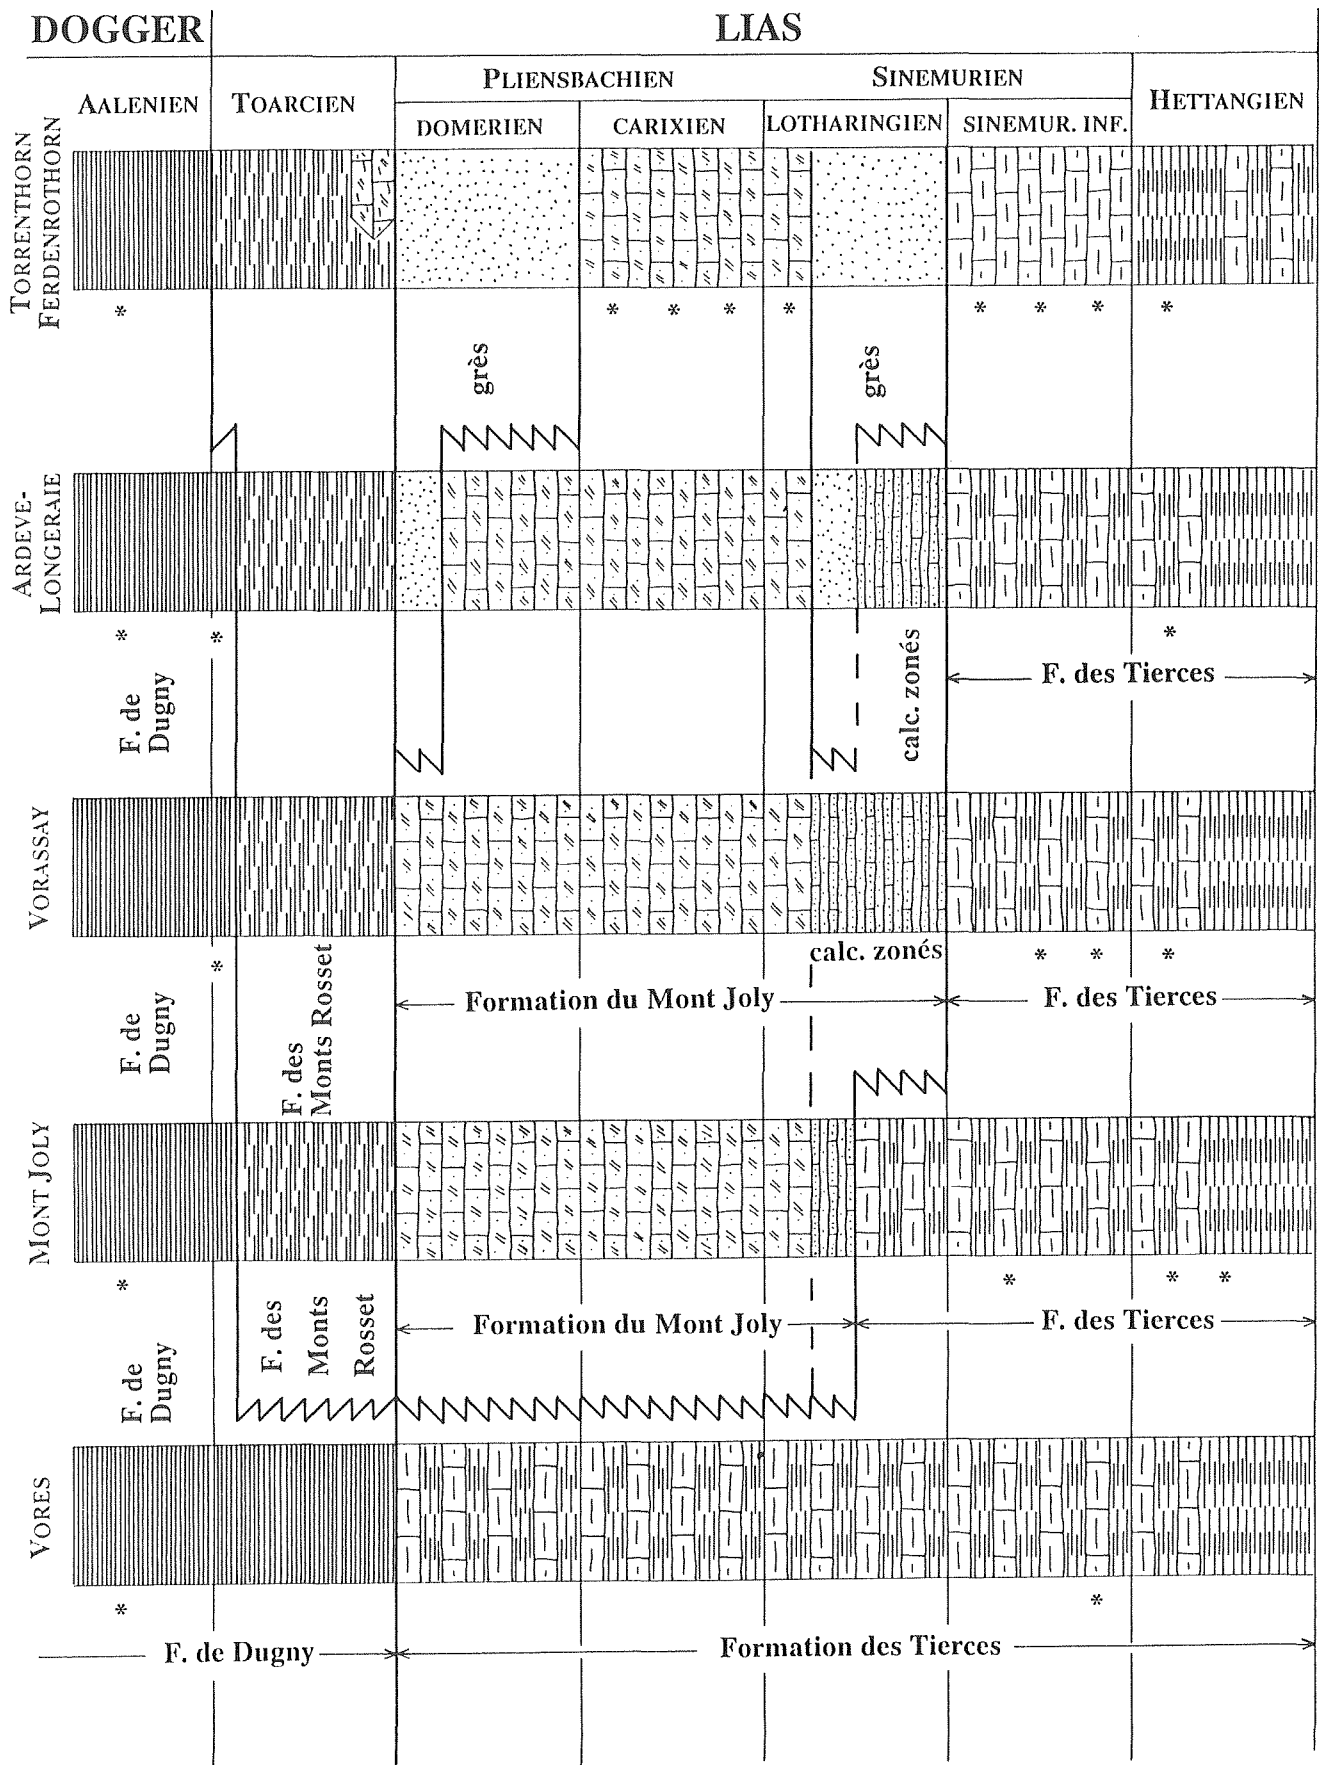 DOGGER
LIAS
AALENIEN
TOARCIEN
PLIENSBACHIEN
SINEMURIEN
HETTANGIEN
DOMERIEN
CARIXIEN
LOTHARINGIEN
SINEMUR. INF.
TORRENTHORN
FERDENROTHORN
* * * * * * * * *
grès
grès
ARDEVE-
LONGERAIE
* * *
F. de
Dugny
calc. zonés
F. des Tierces
VORASSAY
* * * *
calc. zonés
F. de
Dugny
F. des
Monts Rosset
Formation du Mont Joly
F. des Tierces
MONT JOLY
* * * *
F. de
Dugny
F. des
Monts
Rosset
Formation du Mont Joly
F. des Tierces
VORES
* *
F. de Dugny
Formation des Tierces